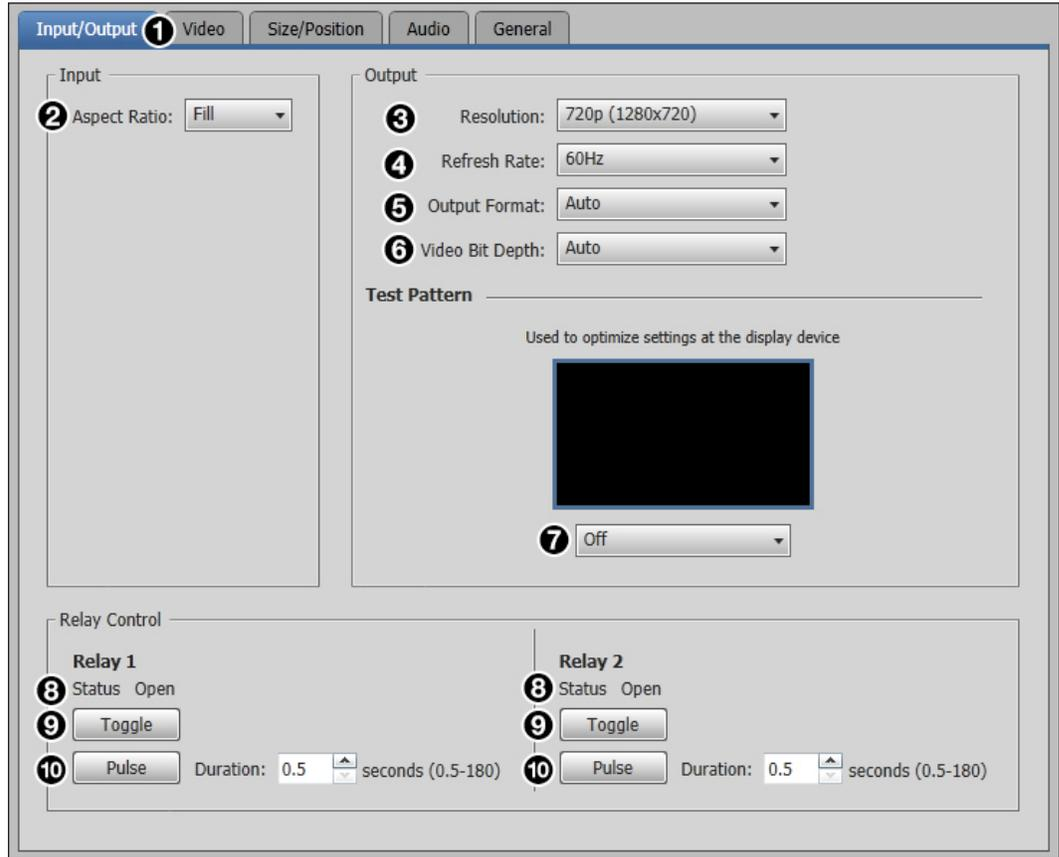 Input/Output 1 Video Size/Position Audio General
Input
2 Aspect Ratio: Fill
Output
3 Resolution: 720p (1280x720)
4 Refresh Rate: 60Hz
5 Output Format: Auto
6 Video Bit Depth: Auto
Test Pattern
Used to optimize settings at the display device
7 Off
Relay Control
Relay 1
8 Status Open
9 Toggle
10 Pulse Duration: 0.5 seconds (0.5-180)
Relay 2
8 Status Open
9 Toggle
10 Pulse Duration: 0.5 seconds (0.5-180)